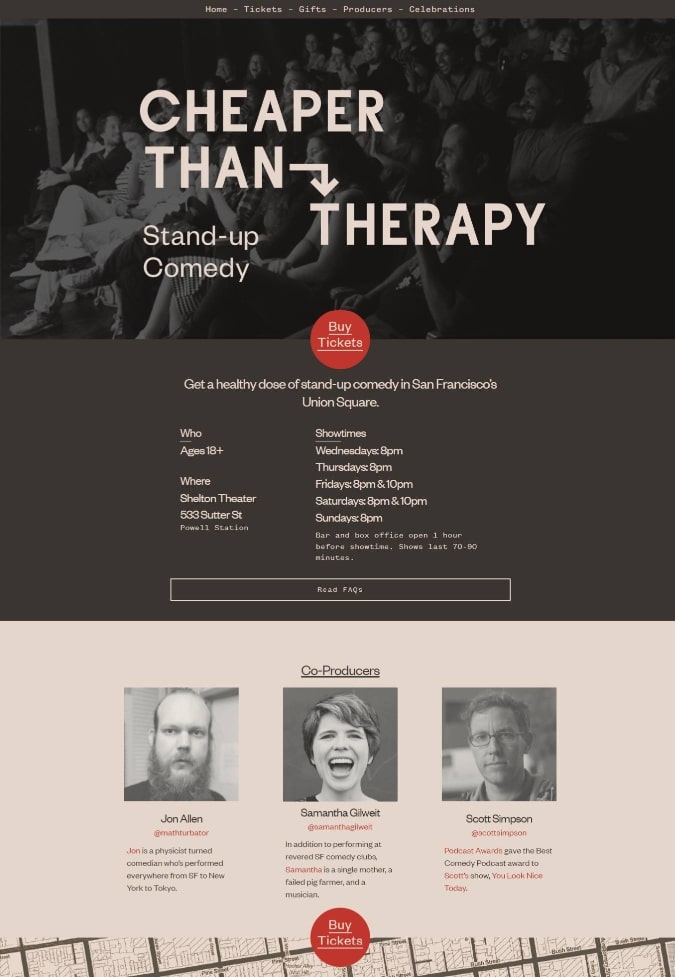 Home - Tickets - Gifts - Producers - Celebrations
CHEAPER
THAN
THERAPY
Stand-up
Comedy
Buy
Tickets
Get a healthy dose of stand-up comedy in San Francisco's
Union Square.
Who
Ages 18+
Where
Shelton Theater
533 Sutter St
Powell Station
Showtimes
Wednesdays: 8pm
Thursdays: 8pm
Fridays: 8pm & 10pm
Saturdays: 8pm & 10pm
Sundays: 8pm
Bar and box office open 1 hour
before showtime. Shows last 70-90
minutes.
Read FAQs
Co-Producers
Jon Allen
@mathturbator
Jon is a physicist turned
comedian who's performed
everywhere from SF to New
York to Tokyo.
Samantha Gilweit
@samanthagilweit
In addition to performing at
revered SF comedy clubs,
Samantha is a single mother, a
failed pig farmer, and a
musician.
Scott Simpson
@scottsimpson
Podcast Awards gave the Best
Comedy Podcast award to
Scott's show, You Look Nice
Today.
Buy
Tickets
Pine Street
Pine Street
Bush Street
Bush Street